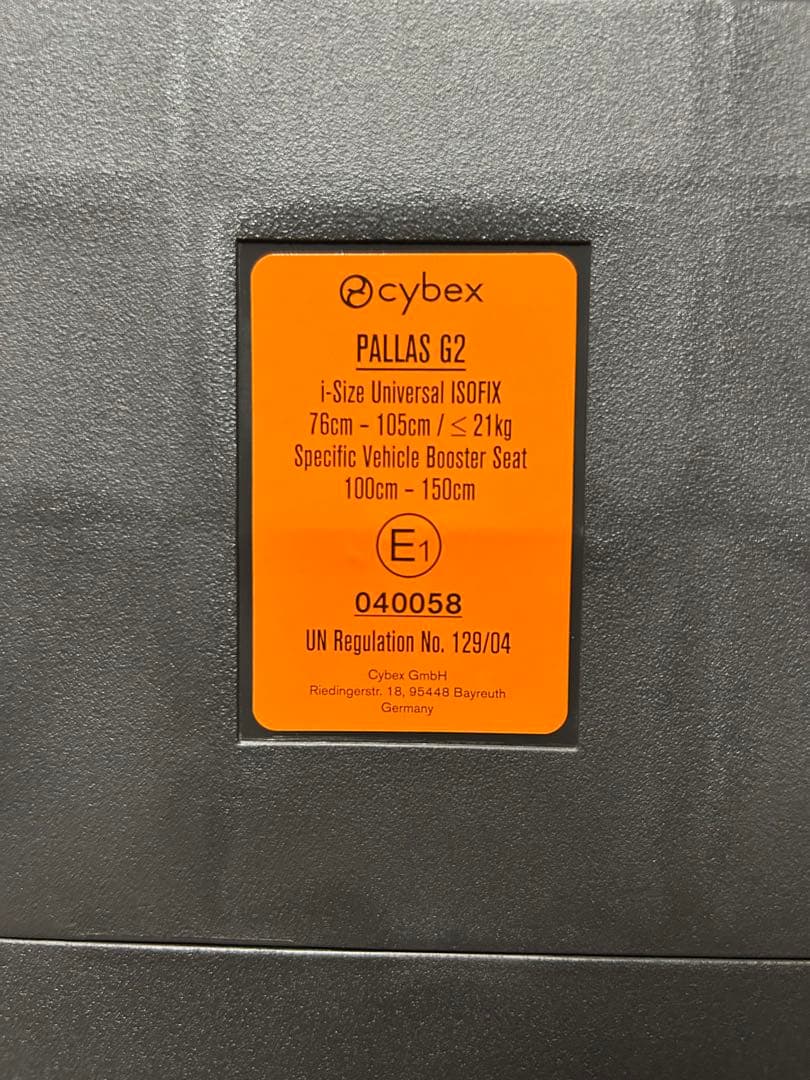 cybex
PALLAS G2
i-Size Universal ISOFIX
76cm – 105cm / ≤ 21kg
Specific Vehicle Booster Seat
100cm – 150cm
E1
040058
UN Regulation No. 129/04
Cybex GmbH
Riedingerstr. 18, 95448 Bayreuth
Germany